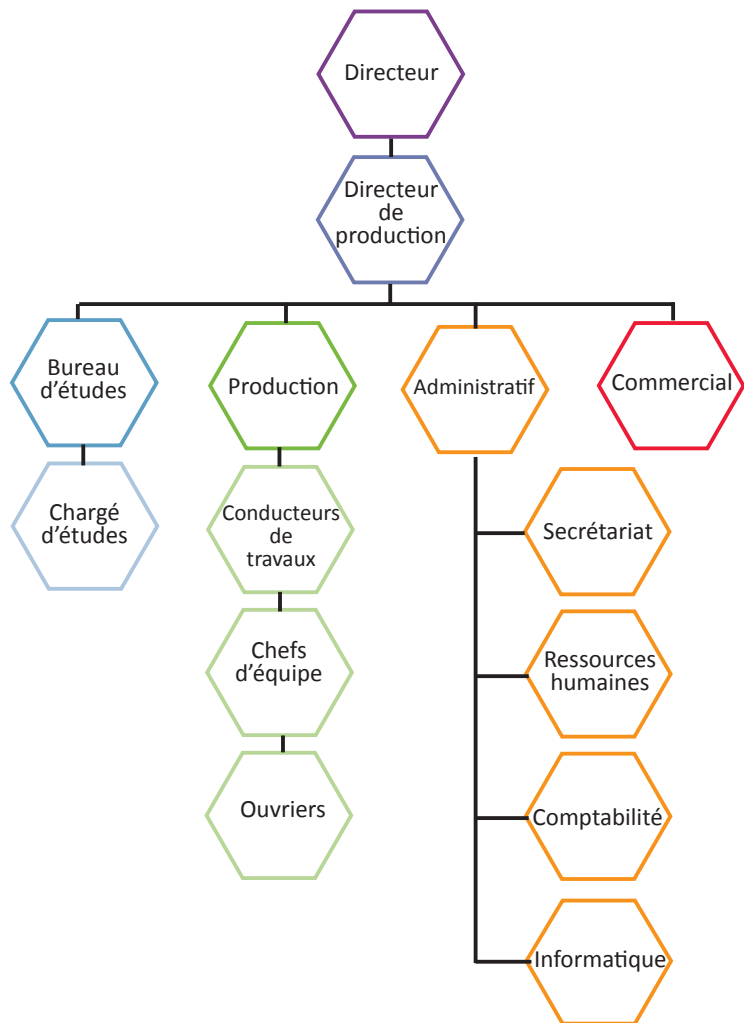 Directeur
Directeur
de
production
Bureau
d'études
Production
Administratif
Commercial
Chargé
d'études
Conducteurs
de
travaux
Secrétariat
Chefs
d'équipe
Ressources
humaines
Ouvriers
Comptabilité
Informatique